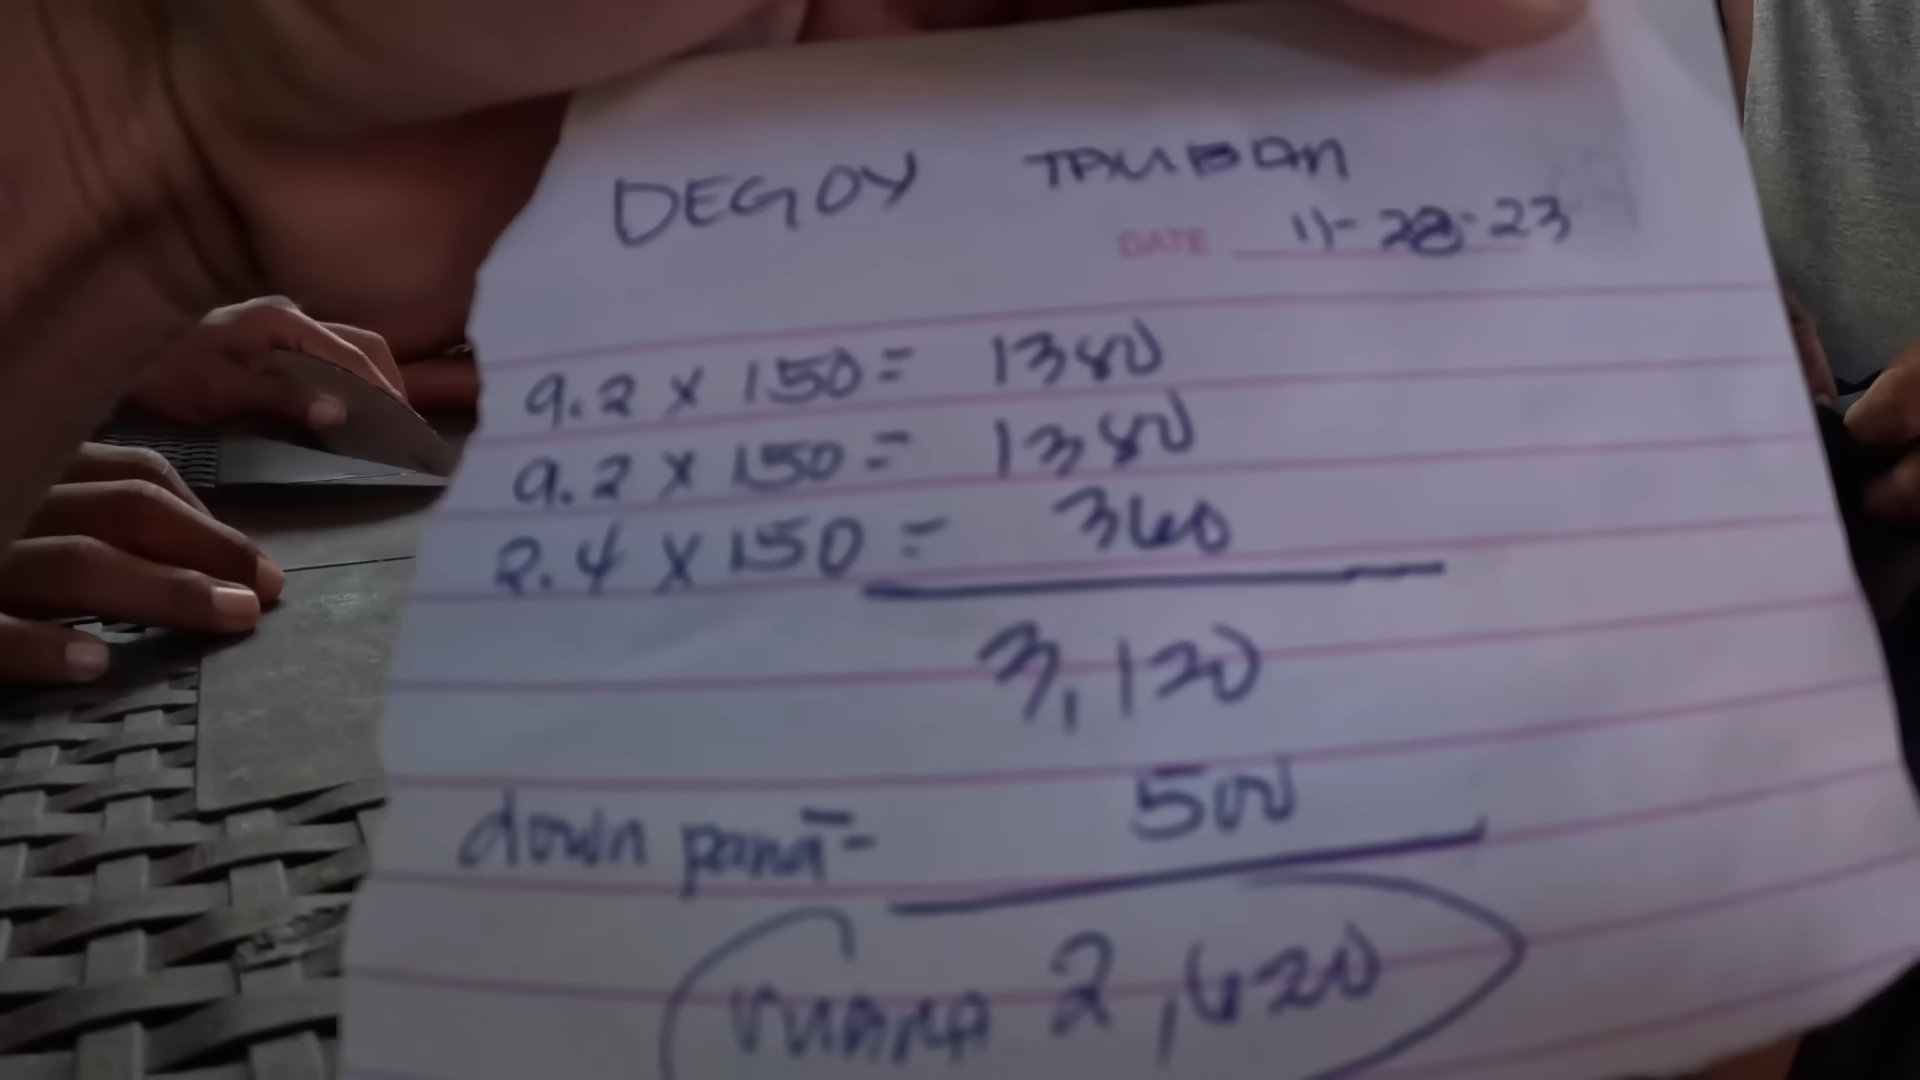 DEGOY TAUBAN
DATE 11-28-23
9.2 x 150 = 1380
9.2 x 150 = 1380
2.4 x 150 = 360
3,120
down = 500
2,620